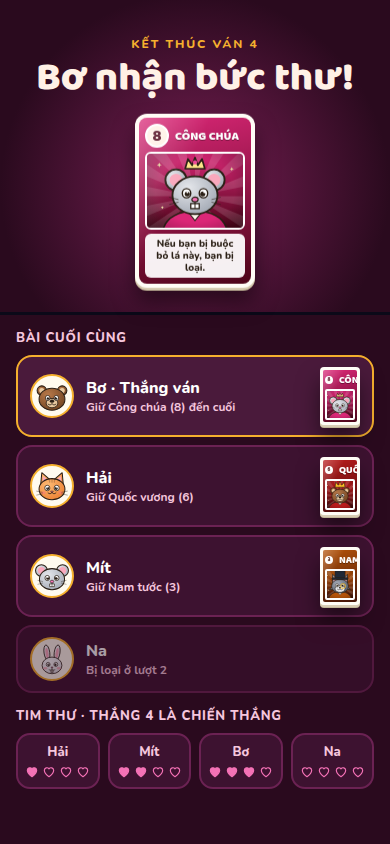 KẾT THÚC VÁN 4
Bơ nhận bức thư!
8 CÔNG CHÚA
Nếu bạn bị buộc
bỏ lá này, bạn bị
loại.
BÀI CUỐI CÙNG
Bơ · Thắng ván
Giữ Công chúa (8) đến cuối
CÔN
Hải
Giữ Quốc vương (6)
QUỐ
Mít
Giữ Nam tước (3)
NAM
Na
Bị loại ở lượt 2
TIM THƯ · THẮNG 4 LÀ CHIẾN THẮNG
Hải
Mít
Bơ
Na